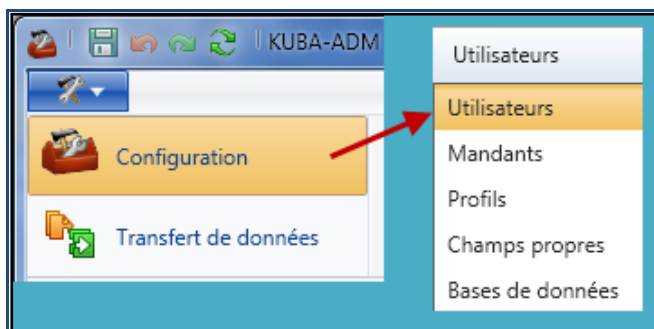 KUBA-ADM
Configuration
Transfert de données
Utilisateurs
Utilisateurs
Mandants
Profils
Champs propres
Bases de données